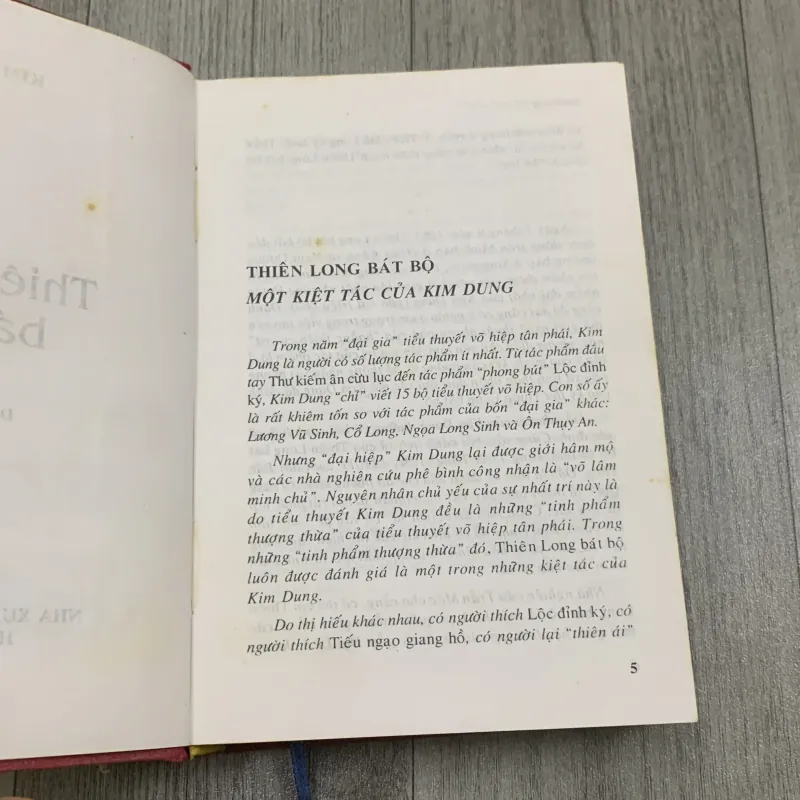 Thiê
bá
NHÀ XU
THIÊN LONG BÁT BỘ
MỘT KIỆT TÁC CỦA KIM DUNG
Trong năm “đại gia” tiểu thuyết võ hiệp tân phái, Kim
Dung là người có số lượng tác phẩm ít nhất. Từ tác phẩm đầu
tay Thư kiếm ân cừu lục đến tác phẩm “phong bút” Lộc đỉnh
ký, Kim Dung “chỉ” viết 15 bộ tiểu thuyết võ hiệp. Con số ấy
là rất khiêm tốn so với tác phẩm của bốn “đại gia” khác:
Lương Vũ Sinh, Cổ Long, Ngọa Long Sinh và Ôn Thụy An.
Nhưng “đại hiệp” Kim Dung lại được giới hâm mộ
và các nhà nghiên cứu phê bình công nhận là “võ lâm
minh chủ”. Nguyên nhân chủ yếu của sự nhất trí này là
do tiểu thuyết Kim Dung đều là những “tinh phẩm
thượng thừa” của tiểu thuyết võ hiệp tân phái. Trong
những “tinh phẩm thượng thừa” đó, Thiên Long bát bộ
luôn được đánh giá là một trong những kiệt tác của
Kim Dung.
Do thị hiếu khác nhau, có người thích Lộc đỉnh ký, có
người thích Tiếu ngạo giang hồ, có người lại “thiên ái”
5